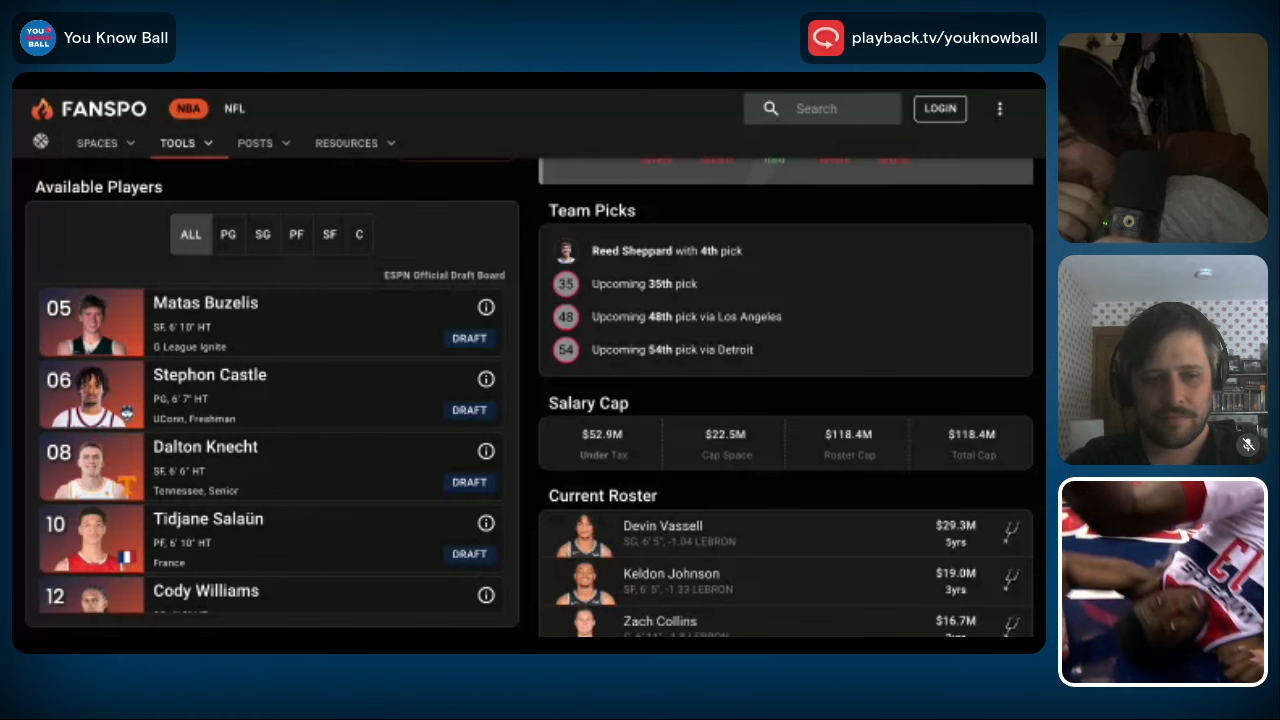 YOU KNOW BALL
You Know Ball
playback.tv/youknowball
FANSPO
NBA
NFL
Search
LOGIN
SPACES
TOOLS
POSTS
RESOURCES
Available Players
ALL
PG
SG
PF
SF
C
ESPN Official Draft Board
05
Matas Buzelis
SF, 6' 10" HT
G League Ignite
DRAFT
06
Stephon Castle
PG, 6' 7" HT
UConn, Freshman
DRAFT
08
Dalton Knecht
SF, 6' 6" HT
Tennessee, Senior
DRAFT
10
Tidjane Salaün
PF, 6' 10" HT
France
DRAFT
12
Cody Williams
Team Picks
Reed Sheppard with 4th pick
35
Upcoming 35th pick
48
Upcoming 48th pick via Los Angeles
54
Upcoming 54th pick via Detroit
Salary Cap
$52.9M
Under Tax
$22.5M
Cap Space
$118.4M
Roster Cap
$118.4M
Total Cap
Current Roster
Devin Vassell
SG, 6' 5", -1.04 LEBRON
$29.3M
5yrs
Keldon Johnson
SF, 6' 5", -1.33 LEBRON
$19.0M
3yrs
Zach Collins
$16.7M
13